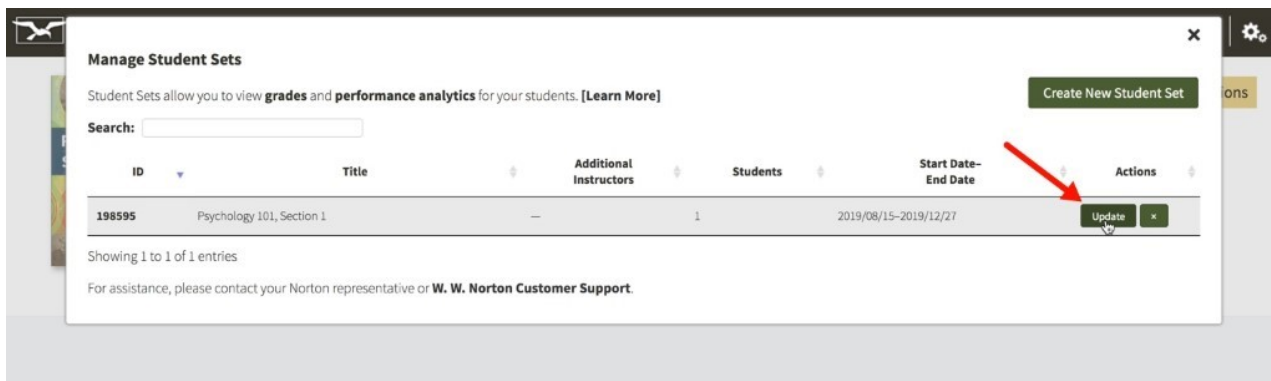 ×
Manage Student Sets
Student Sets allow you to view grades and performance analytics for your students. [Learn More]
Create New Student Set
ions
Search:
ID Title Additional Instructors Students Start Date–End Date Actions
198595 Psychology 101, Section 1 — 1 2019/08/15–2019/12/27 Update ×
Showing 1 to 1 of 1 entries
For assistance, please contact your Norton representative or W. W. Norton Customer Support.